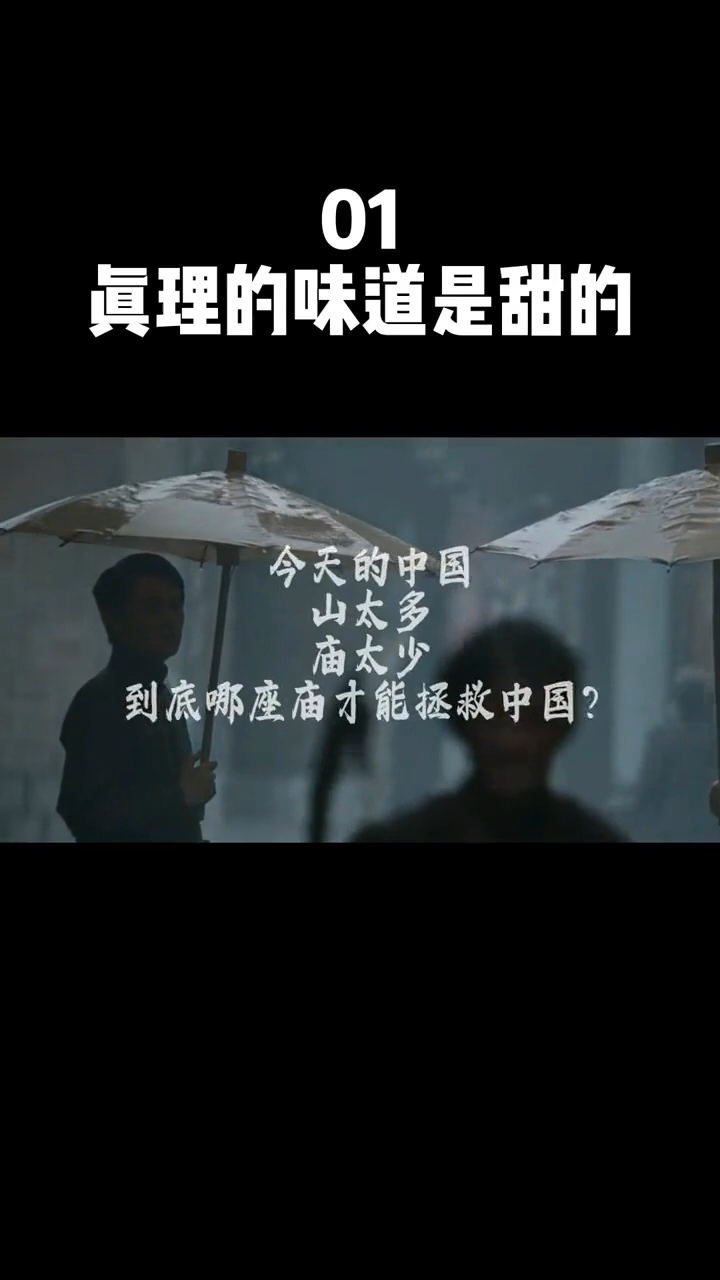 01
真理的味道是甜的
今天的中国
山太多
庙太少
到底哪座庙才能拯救中国?